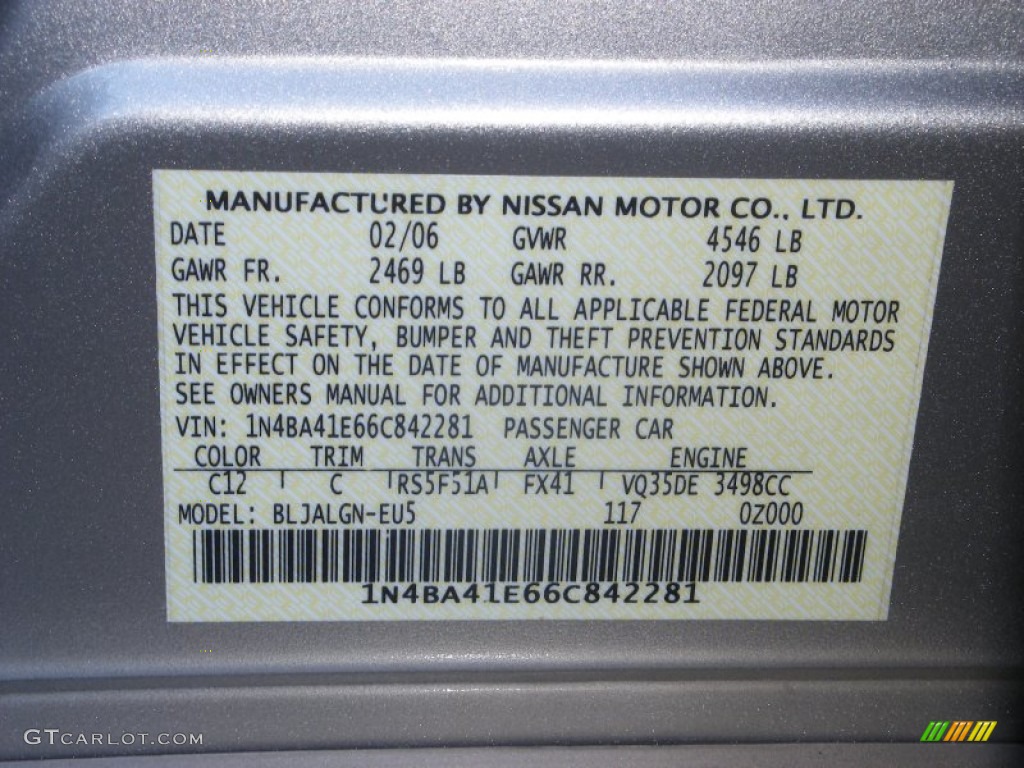 MANUFACTURED BY NISSAN MOTOR CO., LTD.
DATE 02/06 GVWR 4546 LB
GAWR FR. 2469 LB GAWR RR. 2097 LB
THIS VEHICLE CONFORMS TO ALL APPLICABLE FEDERAL MOTOR
VEHICLE SAFETY, BUMPER AND THEFT PREVENTION STANDARDS
IN EFFECT ON THE DATE OF MANUFACTURE SHOWN ABOVE.
SEE OWNERS MANUAL FOR ADDITIONAL INFORMATION.
VIN: 1N4BA41E66C842281 PASSENGER CAR
COLOR TRIM TRANS AXLE ENGINE
C12 C RS5F51A FX41 VQ35DE 3498CC
MODEL: BLJALGN-EU5 117 0Z000
1N4BA41E66C842281
GTCARLOT.COM